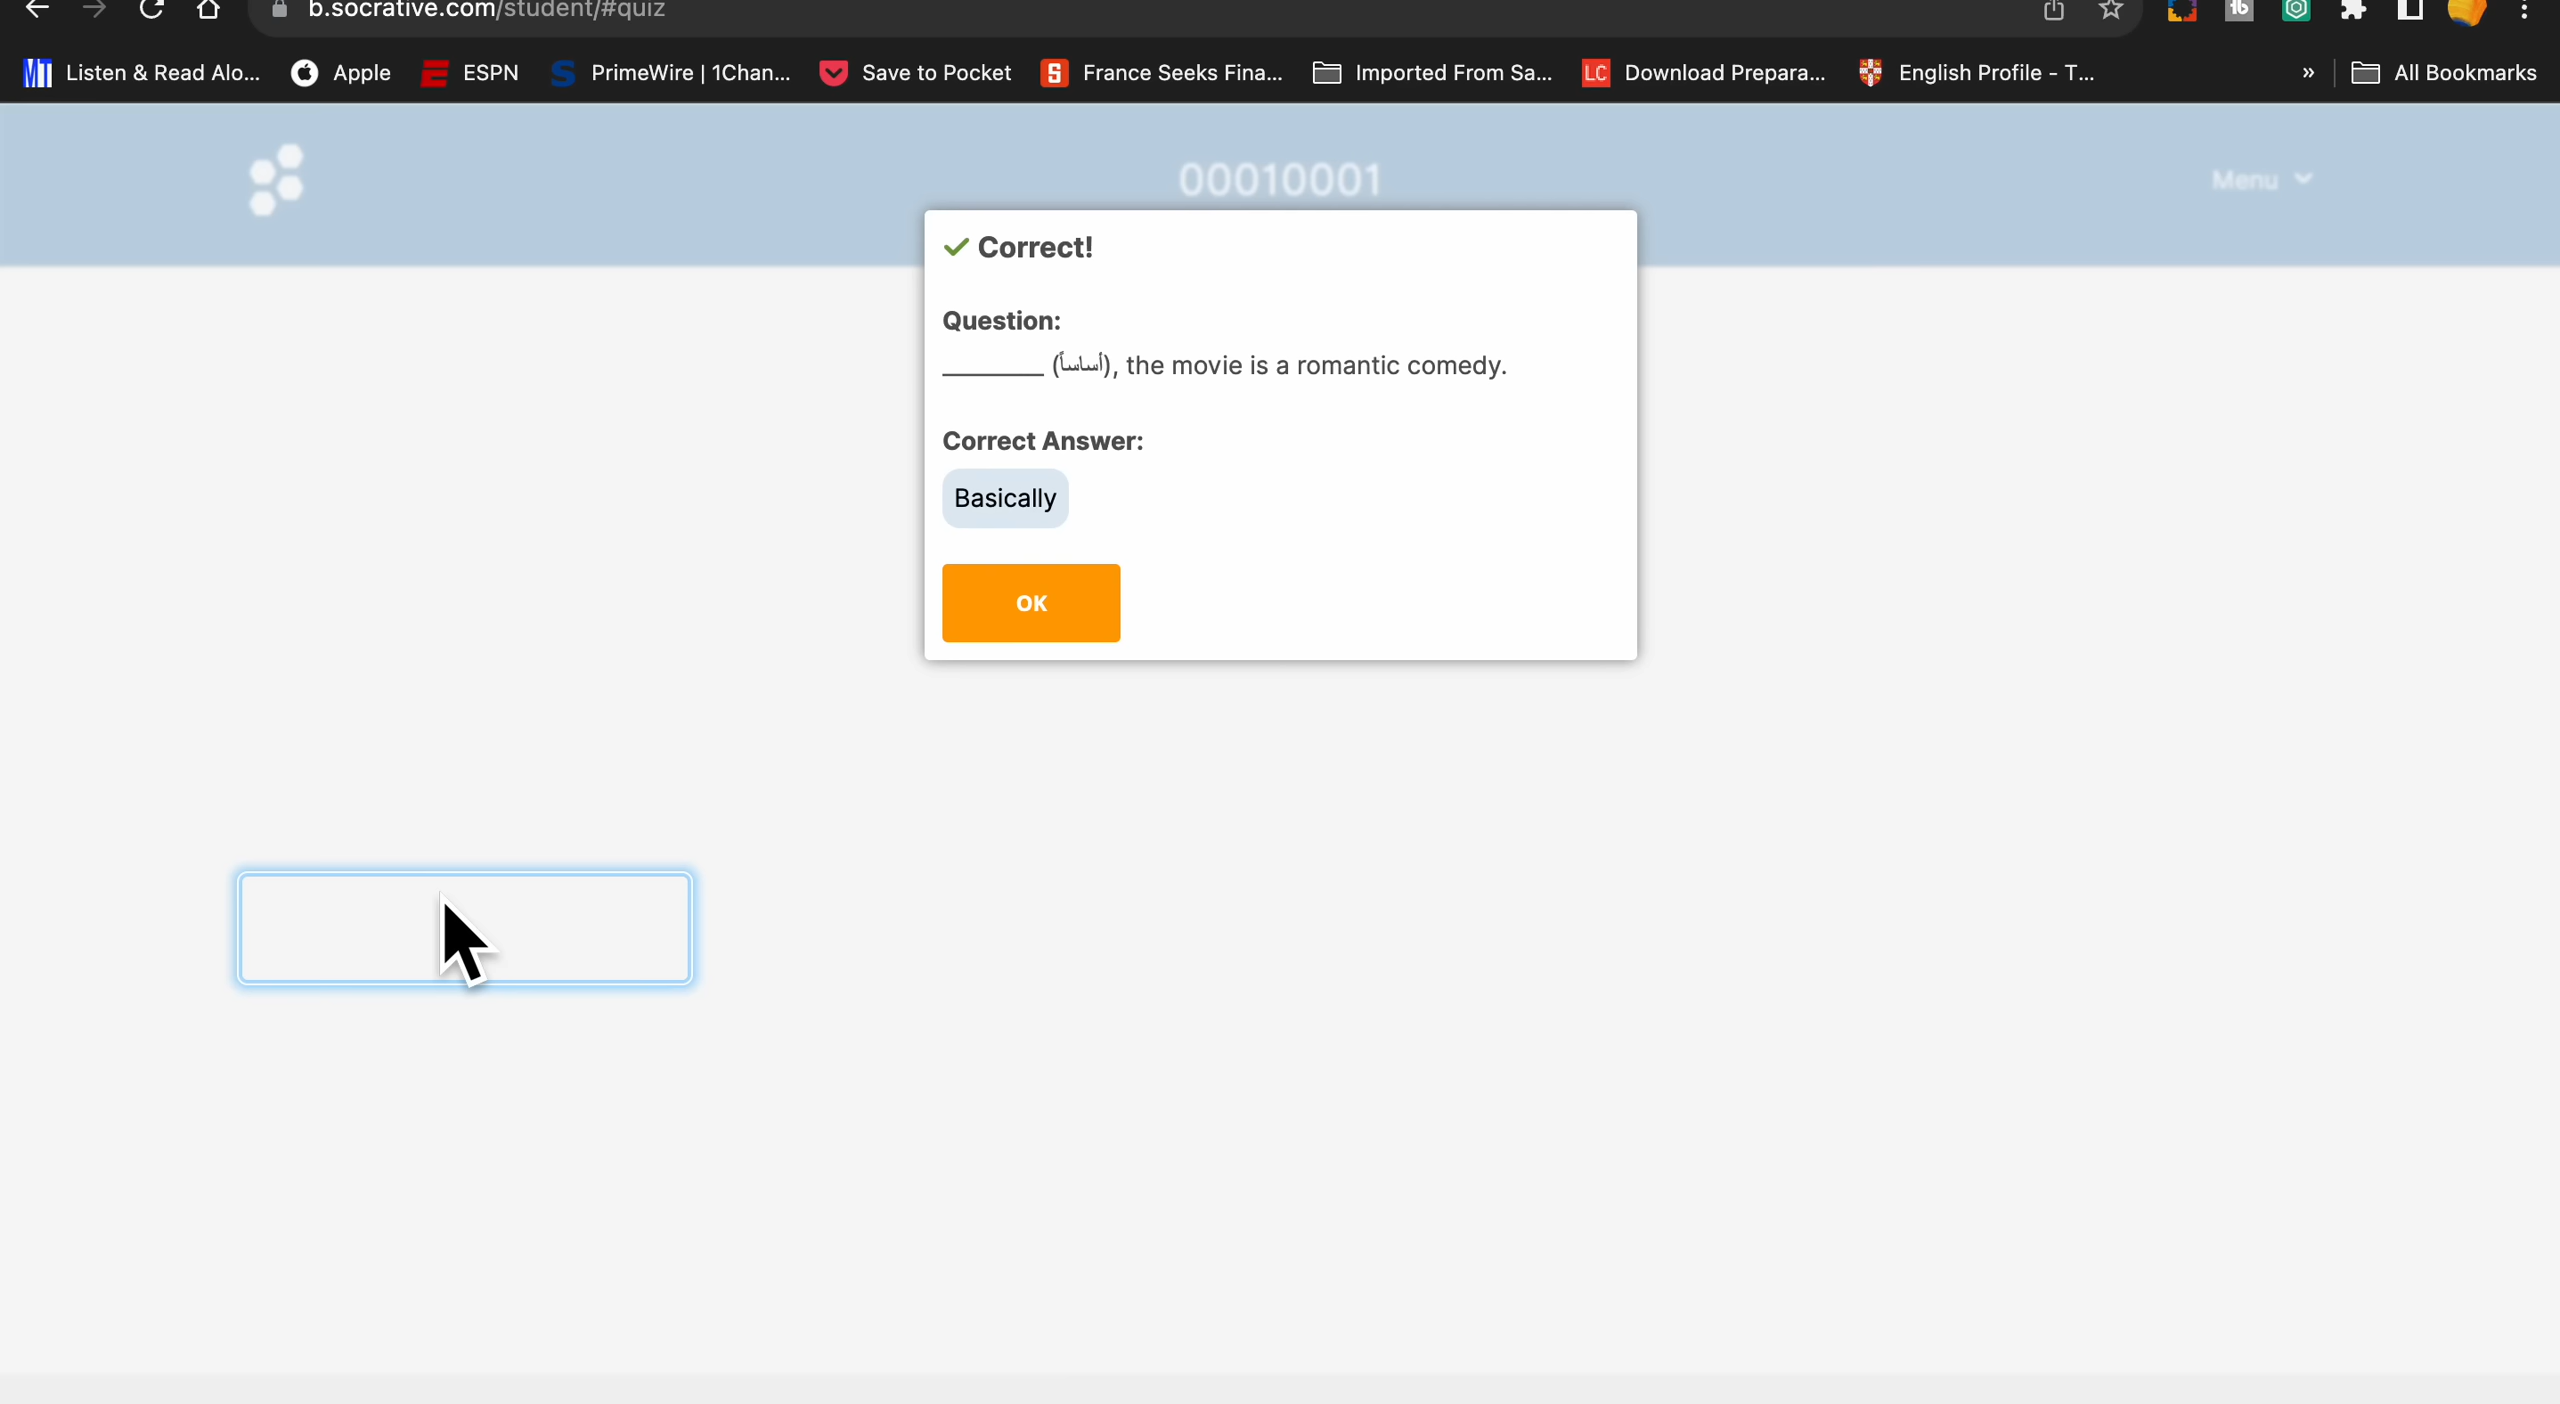 b.socrative.com/student/#quiz
Listen & Read Alo... Apple ESPN PrimeWire | 1Chan... Save to Pocket France Seeks Fina... Imported From Sa... Download Prepara... English Profile - T... » All Bookmarks
00010001 Menu
Correct!
Question:
________ (أساساً), the movie is a romantic comedy.
Correct Answer:
Basically
OK